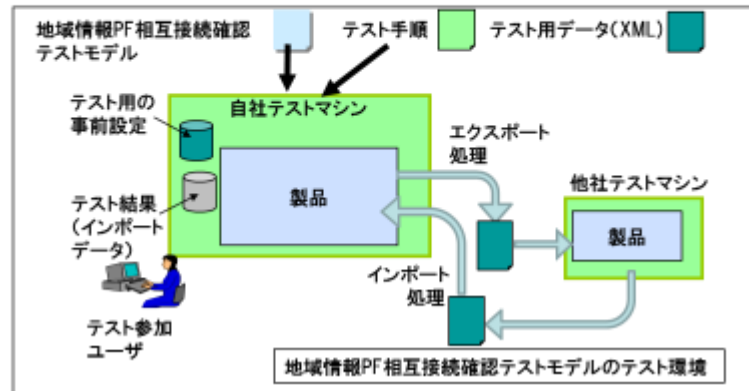 地域情報PF相互接続確認
テストモデル
テスト手順
テスト用データ(XML)
自社テストマシン
テスト用の
事前設定
製品
テスト結果
(インポート
データ)
エクスポート
処理
他社テストマシン
製品
インポート
処理
テスト参加
ユーザ
地域情報PF相互接続確認テストモデルのテスト環境